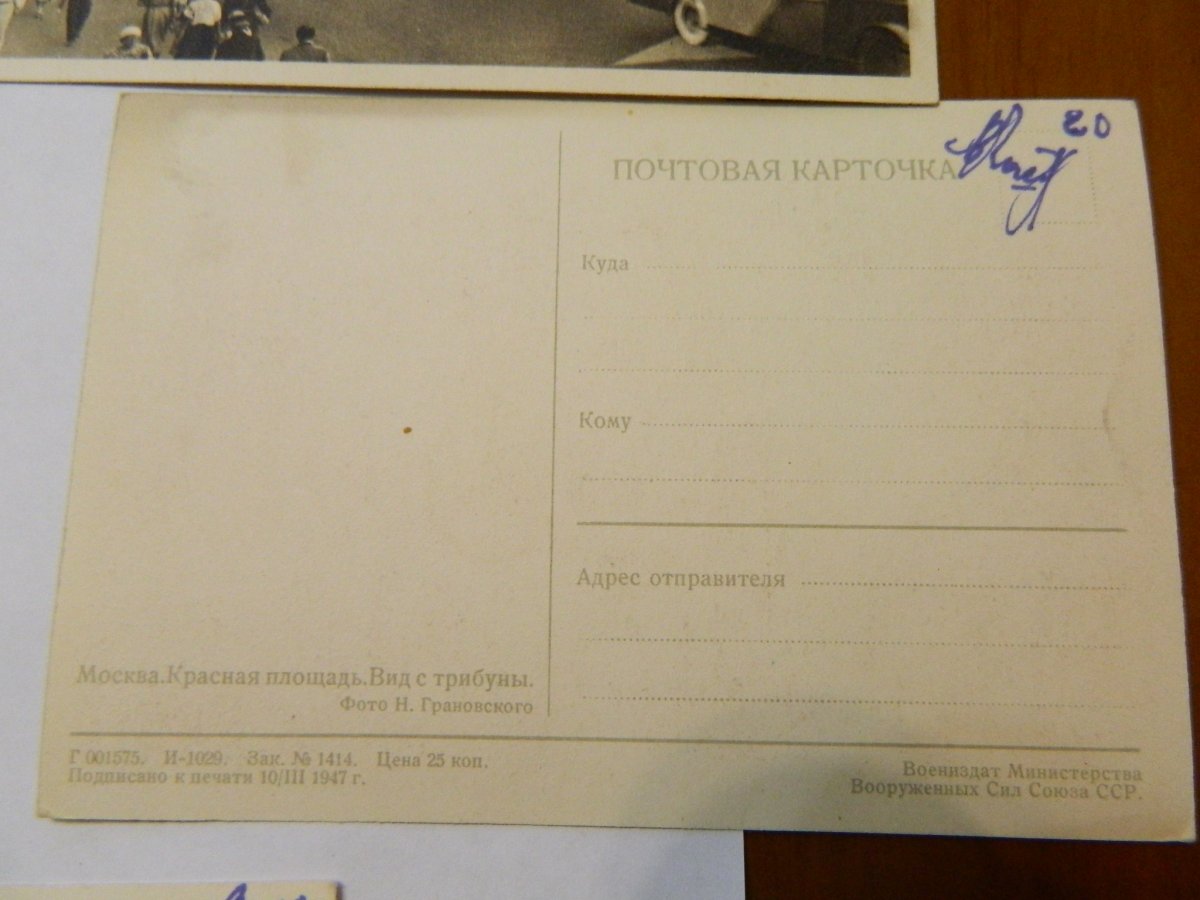 20
ПОЧТОВАЯ КАРТОЧКА
Куда
Кому
Адрес отправителя
Москва.Красная площадь.Вид с трибуны.
Фото Н. Грановского
Г 001575. И-1029. Зак. № 1414. Цена 25 коп.
Подписано к печати 10/III 1947 г.
Воениздат Министерства
Вооруженных Сил Союза ССР.